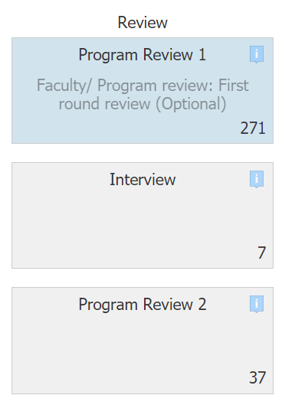 Review
Program Review 1
Faculty/ Program review: First
round review (Optional)
271
Interview
7
Program Review 2
37